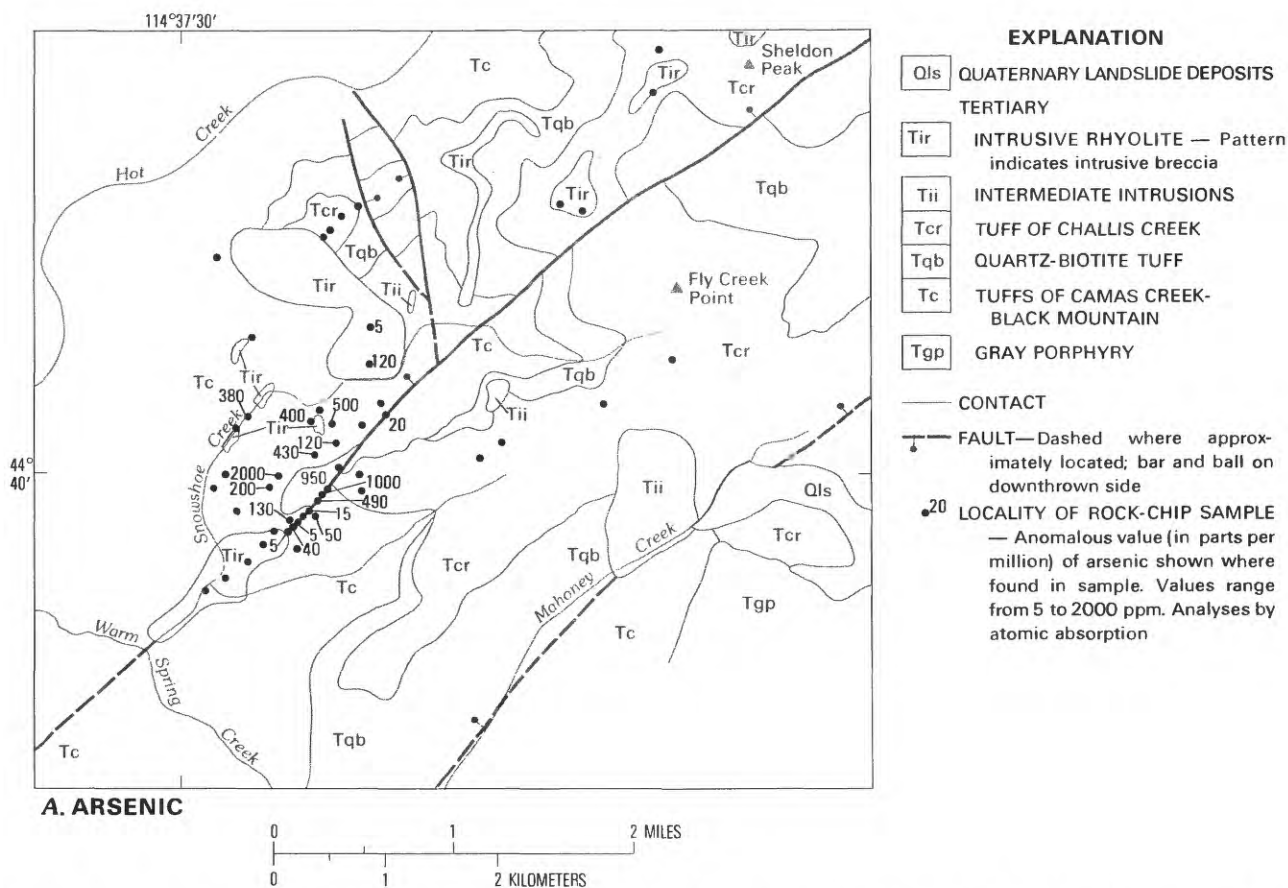 114°37'30"
Tir
Sheldon
Peak
Tc
Tir
Tcr
Creek
Tqb
Hot
Tir
Tqb
Tir
Tcr
Tqb
Tir
Tii
Fly Creek
Point
5
Tc
Tcr
120
Tqb
Tc
Tir
380
400
500
Tii
20
Creek
Tir
120
430
44°
40'
2000
950
1000
200
490
Tii
Qls
Snowshoe
130
15
5
50
5
40
Tcr
Tir
Tcr
Tqb
Creek
Tc
Mahoney
Tgp
Warm
Tc
Spring
Tqb
Creek
Tc
A. ARSENIC
0 1 2 MILES
0 1 2 KILOMETERS
EXPLANATION
Qls QUATERNARY LANDSLIDE DEPOSITS
TERTIARY
Tir INTRUSIVE RHYOLITE — Pattern
indicates intrusive breccia
Tii INTERMEDIATE INTRUSIONS
Tcr TUFF OF CHALLIS CREEK
Tqb QUARTZ-BIOTITE TUFF
Tc TUFFS OF CAMAS CREEK-
BLACK MOUNTAIN
Tgp GRAY PORPHYRY
CONTACT
FAULT—Dashed where approx-
imately located; bar and ball on
downthrown side
20 LOCALITY OF ROCK-CHIP SAMPLE
— Anomalous value (in parts per
million) of arsenic shown where
found in sample. Values range
from 5 to 2000 ppm. Analyses by
atomic absorption